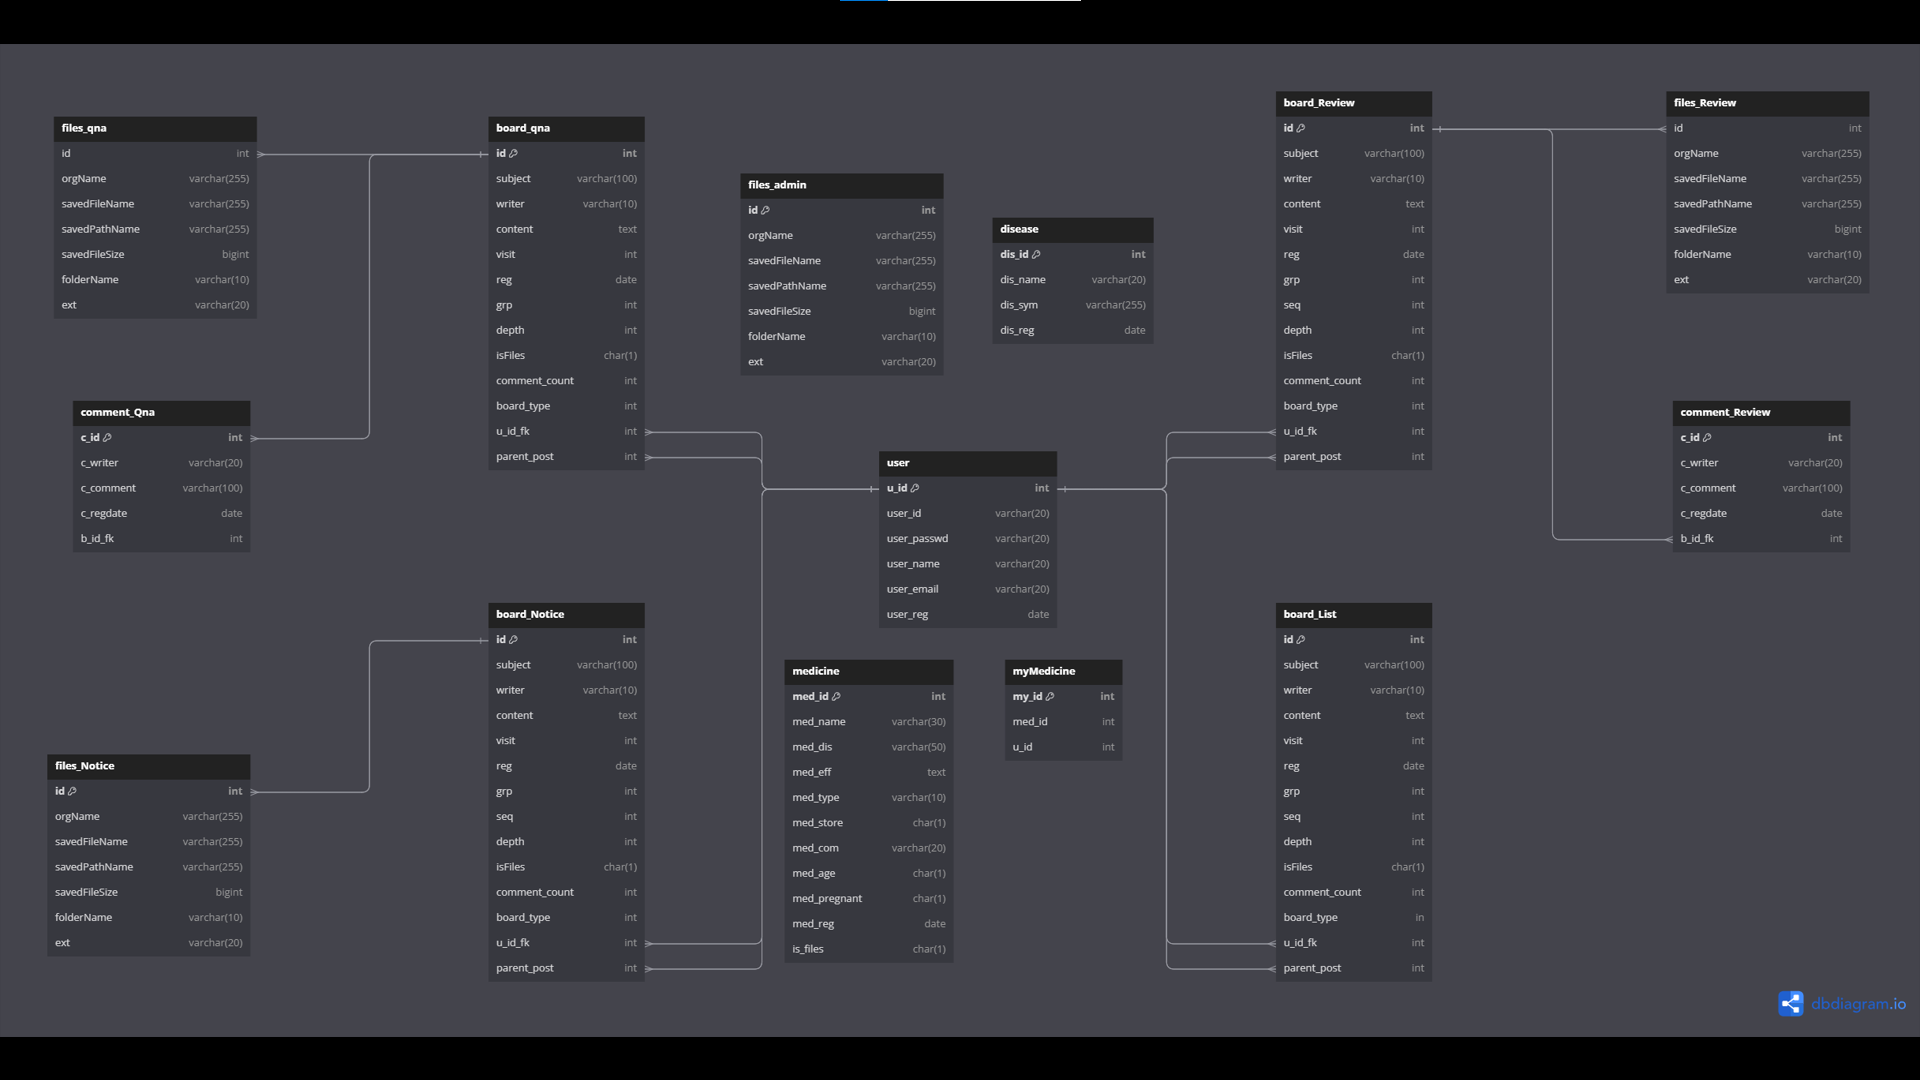 files_qna
id int
orgName varchar(255)
savedFileName varchar(255)
savedPathName varchar(255)
savedFileSize bigint
folderName varchar(10)
ext varchar(20)
board_qna
id int
subject varchar(100)
writer varchar(10)
content text
visit int
reg date
grp int
depth int
isFiles char(1)
comment_count int
board_type int
u_id_fk int
parent_post int
files_admin
id int
orgName varchar(255)
savedFileName varchar(255)
savedPathName varchar(255)
savedFileSize bigint
folderName varchar(10)
ext varchar(20)
disease
dis_id int
dis_name varchar(20)
dis_sym varchar(255)
dis_reg date
board_Review
id int
subject varchar(100)
writer varchar(10)
content text
visit int
reg date
grp int
seq int
depth int
isFiles char(1)
comment_count int
board_type int
u_id_fk int
parent_post int
files_Review
id int
orgName varchar(255)
savedFileName varchar(255)
savedPathName varchar(255)
savedFileSize bigint
folderName varchar(10)
ext varchar(20)
comment_Qna
c_id int
c_writer varchar(20)
c_comment varchar(100)
c_regdate date
b_id_fk int
user
u_id int
user_id varchar(20)
user_passwd varchar(20)
user_name varchar(20)
user_email varchar(20)
user_reg date
comment_Review
c_id int
c_writer varchar(20)
c_comment varchar(100)
c_regdate date
b_id_fk int
files_Notice
id int
orgName varchar(255)
savedFileName varchar(255)
savedPathName varchar(255)
savedFileSize bigint
folderName varchar(10)
ext varchar(20)
board_Notice
id int
subject varchar(100)
writer varchar(10)
content text
visit int
reg date
grp int
seq int
depth int
isFiles char(1)
comment_count int
board_type int
u_id_fk int
parent_post int
medicine
med_id int
med_name varchar(30)
med_dis varchar(50)
med_eff text
med_type varchar(10)
med_store char(1)
med_com varchar(20)
med_age char(1)
med_pregnant char(1)
med_reg date
is_files char(1)
myMedicine
my_id int
med_id int
u_id int
board_List
id int
subject varchar(100)
writer varchar(10)
content text
visit int
reg date
grp int
seq int
depth int
isFiles char(1)
comment_count int
board_type in
u_id_fk int
parent_post int
dbdiagram.io